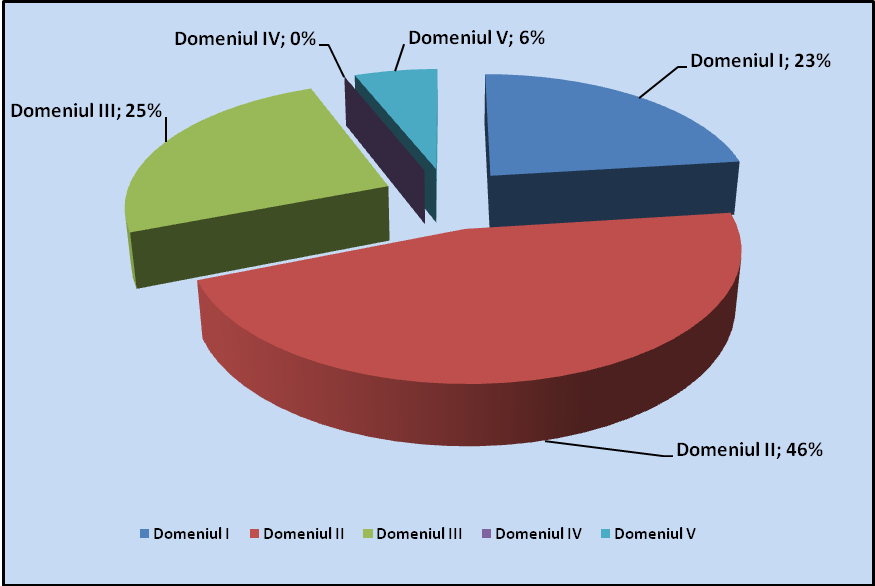 Domeniul IV; 0%
Domeniul V; 6%
Domeniul I; 23%
Domeniul III; 25%
Domeniul II; 46%
Domeniul I Domeniul II Domeniul III Domeniul IV Domeniul V